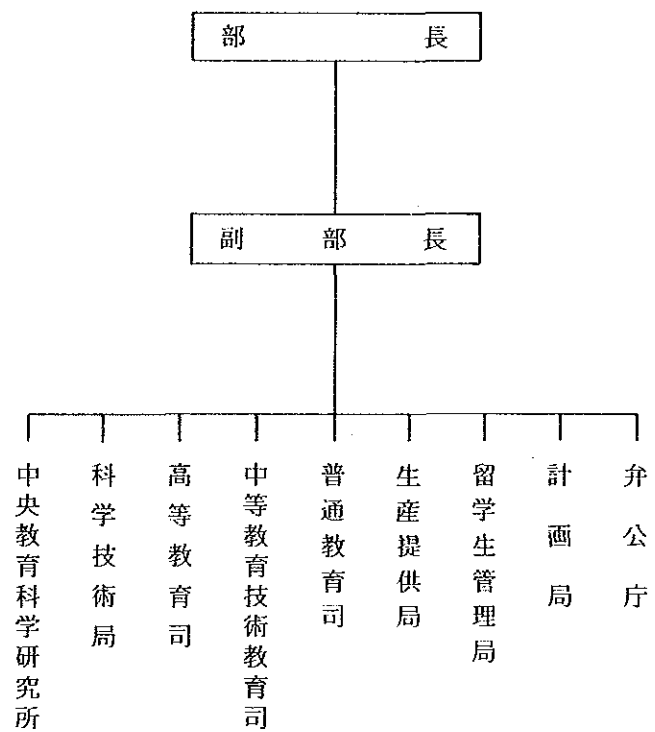 部長
副部長
弁公庁
計画局
留学生管理局
生産提供局
普通教育司
中等教育技術教育司
高等教育司
科学技術局
中央教育科学研究所